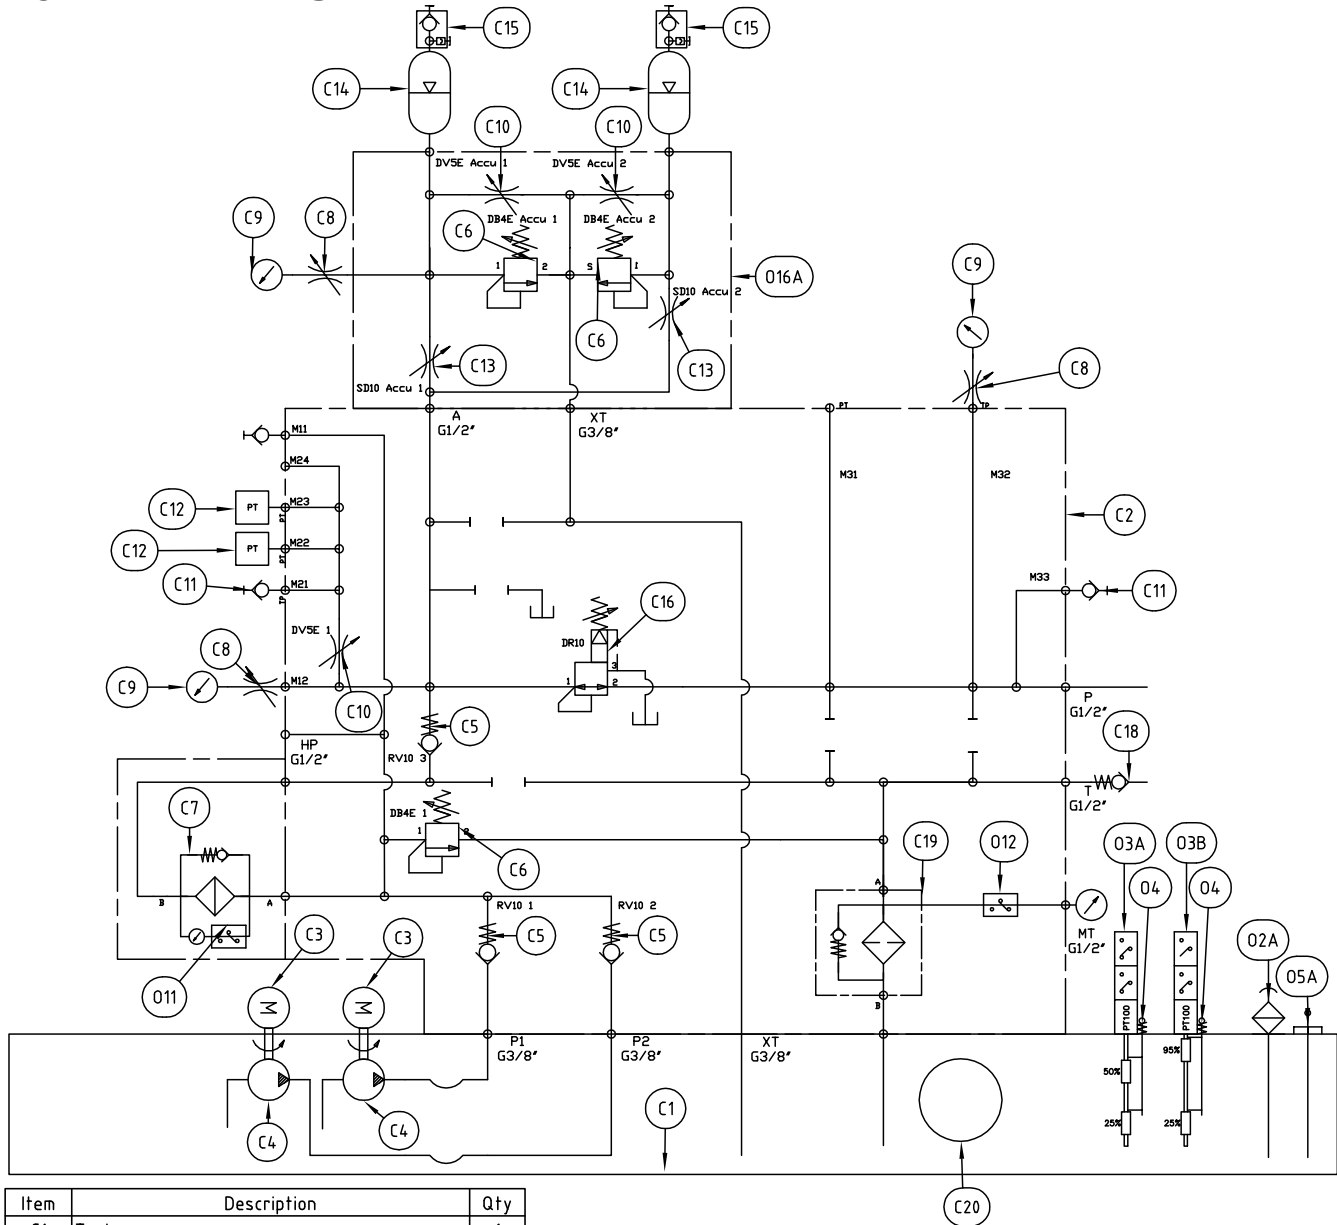 C15
C15
C14
C14
C10
C10
DV5E Accu 1
DV5E Accu 2
C9
C8
C6
DB4E Accu 1
DB4E Accu 2
1
2
S
1
C9
O16A
SD10 Accu 2
C6
C13
C13
C8
SD10 Accu 1
A
G1/2"
XT
G3/8"
PT
TP
M11
M24
M31
M32
C12
PT
M23
PT
C2
C12
PT
M22
PT
C11
M21
TP
M33
C11
C16
DV5E 1
DR10
C8
3
C9
M12
1
2
C10
P
G1/2"
C5
C18
HP
G1/2"
RV10 3
T
G1/2"
C7
DB4E 1
1
2
C6
C19
O12
O3A
O3B
B
A
A
RV10 1
RV10 2
O4
O4
C3
C3
C5
C5
MT
G1/2"
O2A
O11
M
M
B
O5A
PT100
PT100
P1
G3/8"
P2
G3/8"
XT
G3/8"
95%
50%
C1
25%
25%
C4
C4
C20
Item Description Qty